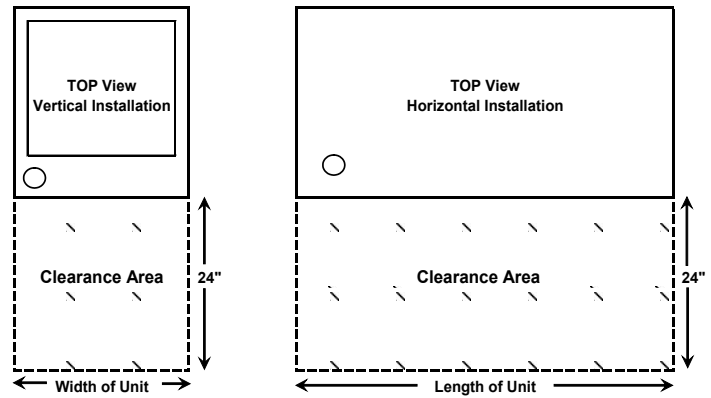 TOP View
Vertical Installation
Clearance Area
24"
Width of Unit
TOP View
Horizontal Installation
Clearance Area
24"
Length of Unit